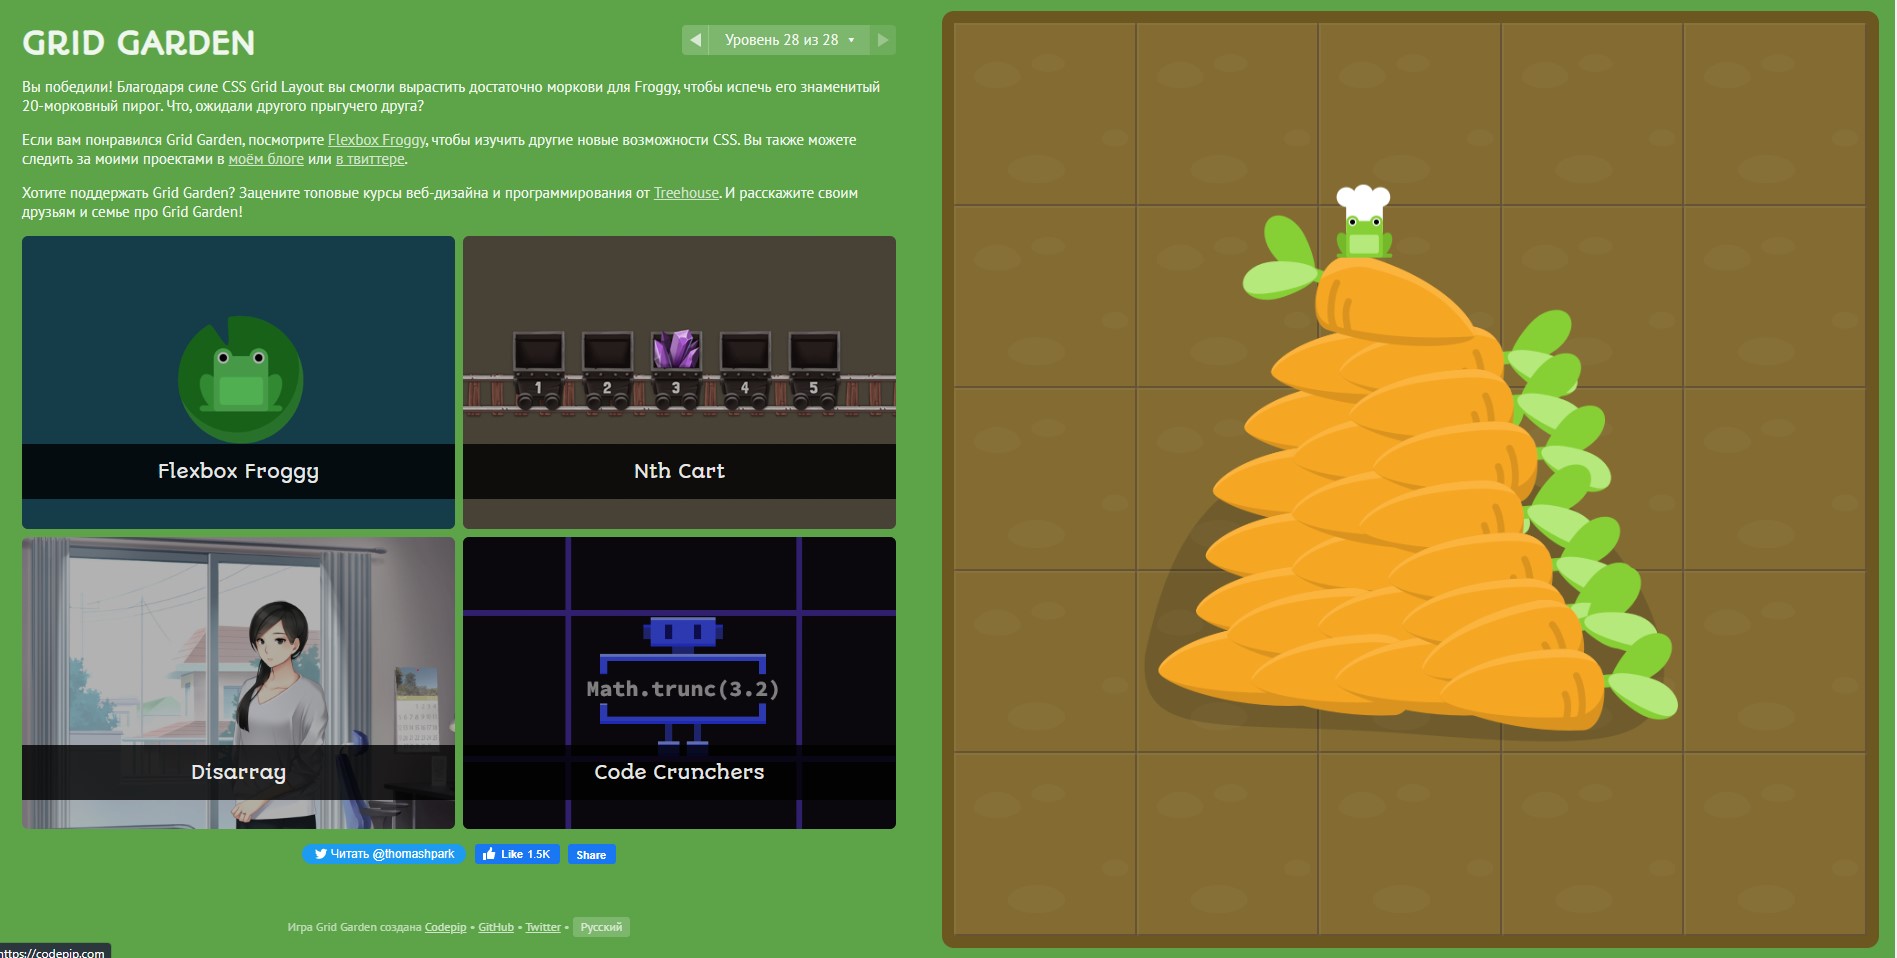 GRID GARDEN
Уровень 28 из 28
Вы победили! Благодаря силе CSS Grid Layout вы смогли вырастить достаточно моркови для Froggy, чтобы испечь его знаменитый
20-морковный пирог. Что, ожидали другого прыгучего друга?
Если вам понравился Grid Garden, посмотрите Flexbox Froggy, чтобы изучить другие новые возможности CSS. Вы также можете
следить за моими проектами в моём блоге или в твиттере.
Хотите поддержать Grid Garden? Зацените топовые курсы веб-дизайна и программирования от Treehouse. И расскажите своим
друзьям и семье про Grid Garden!
Flexbox Froggy
1 2 3 4 5
Nth Cart
Disarray
Math.trunc(3.2)
Code Crunchers
Читать @thomashpark
Like 1.5K
Share
Игра Grid Garden создана Codepip • GitHub • Twitter • Русский
https://codepip.com